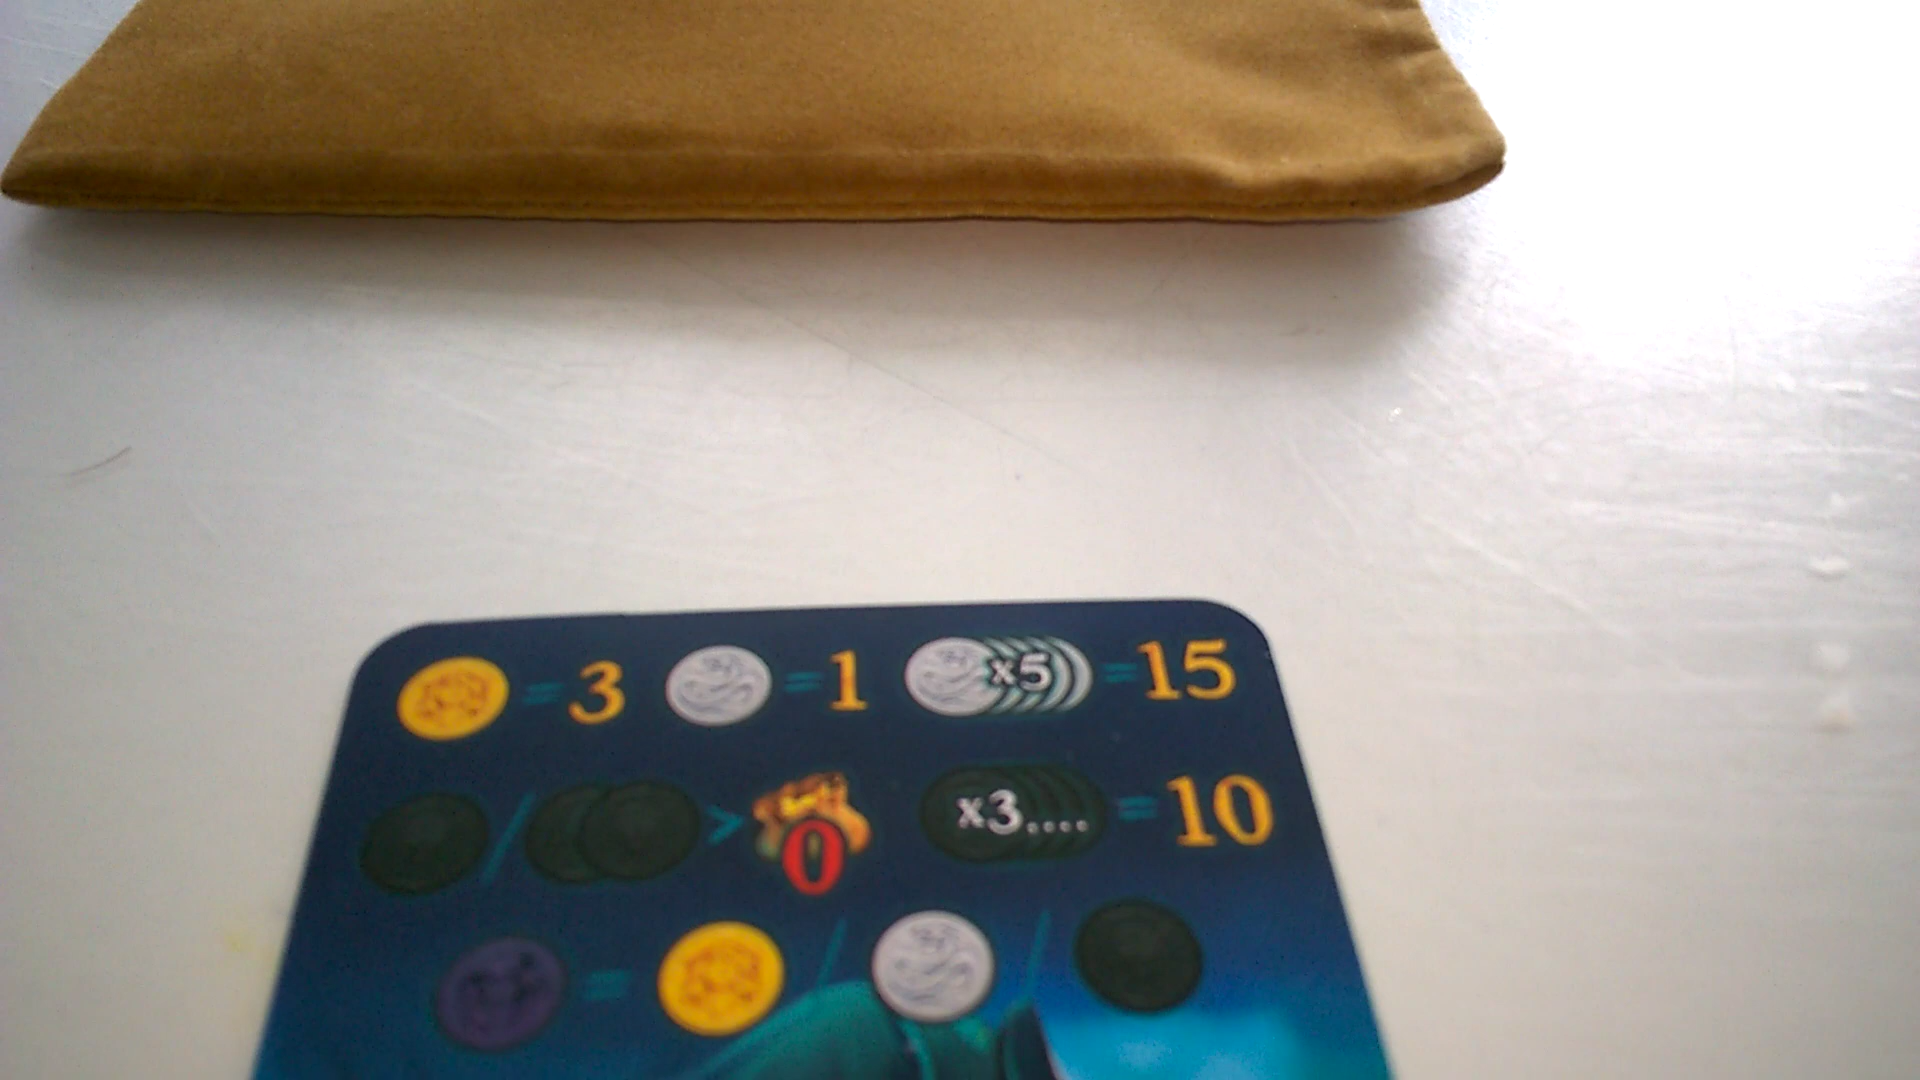 = 3 = 1 x5 = 15
/ > 0 x3.... = 10
= / /